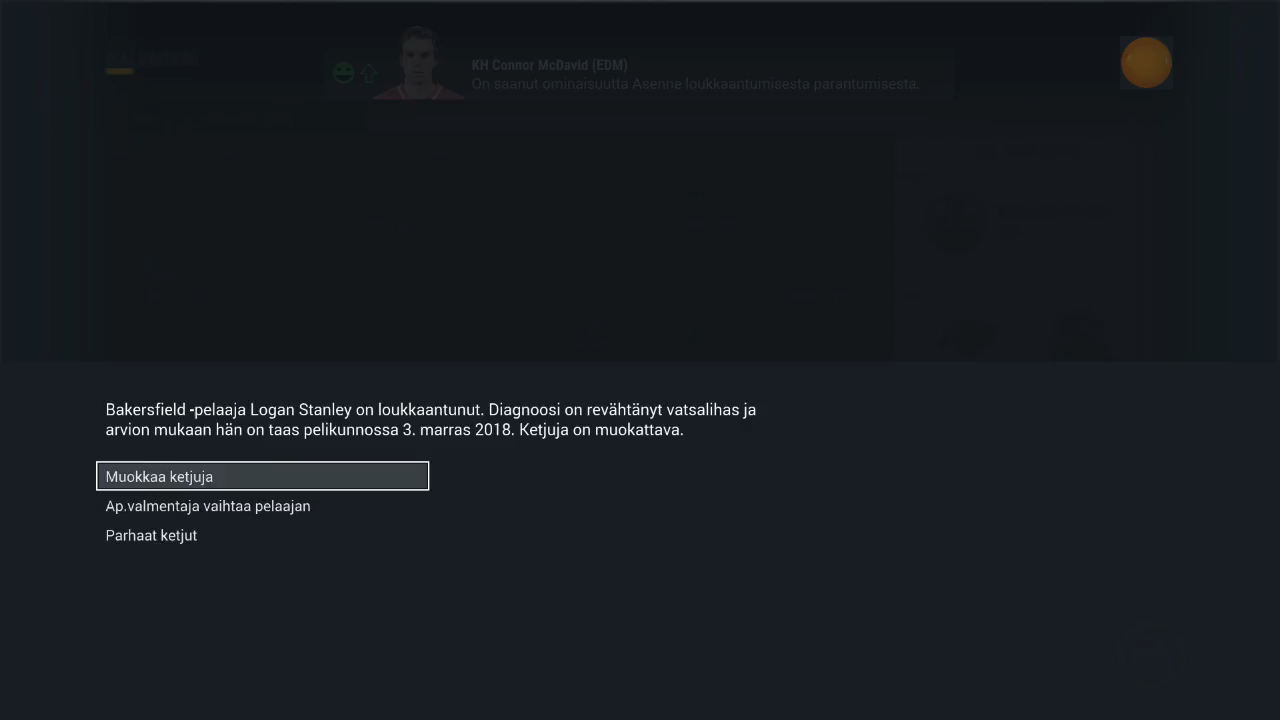 KH Connor McDavid (EDM)
On saanut ominaisuutta Asenne loukkaantumisesta parantumisesta.
Bakersfield -pelaaja Logan Stanley on loukkaantunut. Diagnoosi on revähtänyt vatsalihas ja
arvion mukaan hän on taas pelikunnossa 3. marras 2018. Ketjuja on muokattava.
Muokkaa ketjuja
Ap.valmentaja vaihtaa pelaajan
Parhaat ketjut